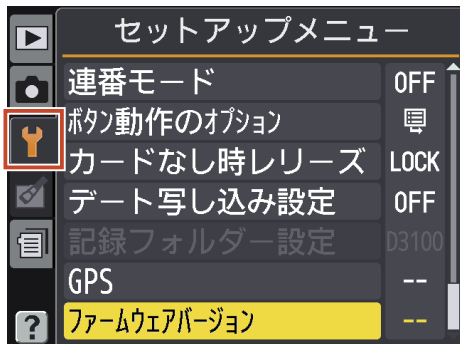 セットアップメニュー
連番モード OFF
ボタン動作のオプション
カードなし時レリーズ LOCK
デート写し込み設定 OFF
記録フォルダー設定 D3100
GPS --
ファームウェアバージョン --
?